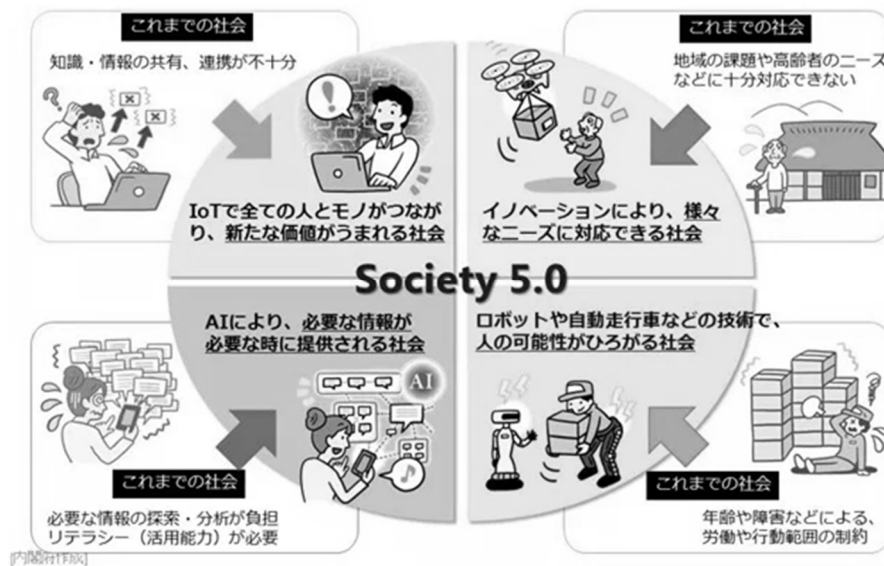 これまでの社会
知識・情報の共有、連携が不十分
これまでの社会
地域の課題や高齢者のニーズ
などに十分対応できない
IoTで全ての人とモノがつなが
り、新たな価値がうまれる社会
イノベーションにより、様々
なニーズに対応できる社会
Society 5.0
AIにより、必要な情報が
必要な時に提供される社会
AI
ロボットや自動走行車などの技術で、
人の可能性がひろがる社会
これまでの社会
必要な情報の探索・分析が負担
リテラシー(活用能力)が必要
これまでの社会
年齢や障害などによる、
労働や行動範囲の制約
[内閣府作成]